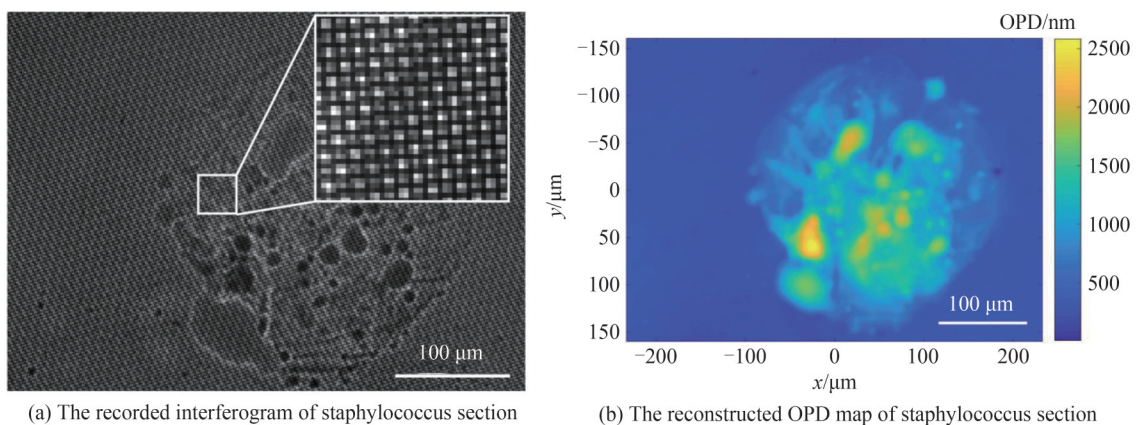 OPD/nm
−150
−100
−50
0
50
100
150
y/μm
−200
−100
0
100
200
x/μm
2500
2000
1500
1000
500
100 μm
100 μm
(a) The recorded interferogram of staphylococcus section
(b) The reconstructed OPD map of staphylococcus section